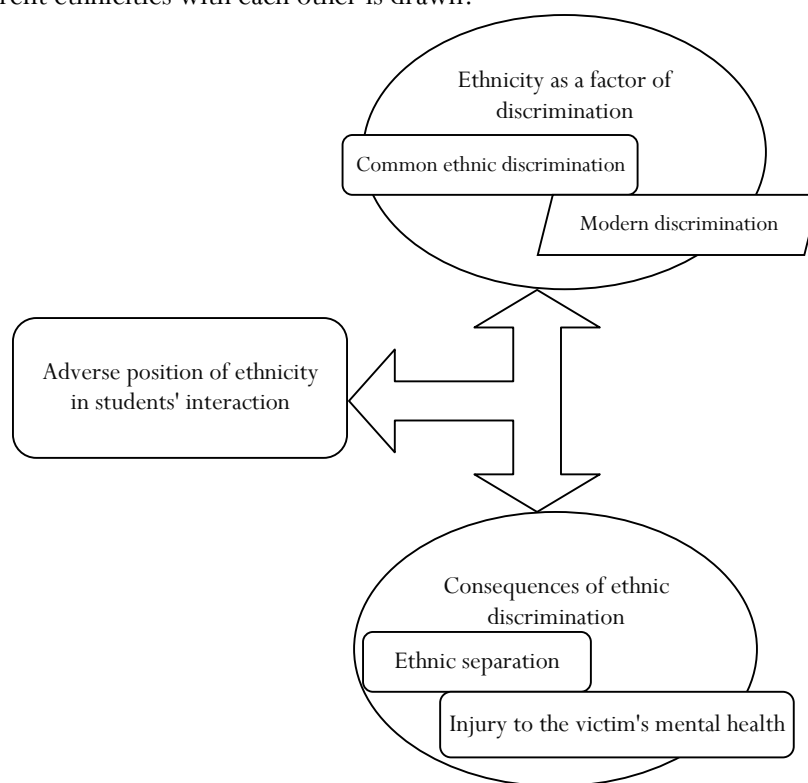 rent ethnicities with each other is drawn.
Ethnicity as a factor of
discrimination
Common ethnic discrimination
Modern discrimination
Adverse position of ethnicity
in students' interaction
Consequences of ethnic
discrimination
Ethnic separation
Injury to the victim's mental health